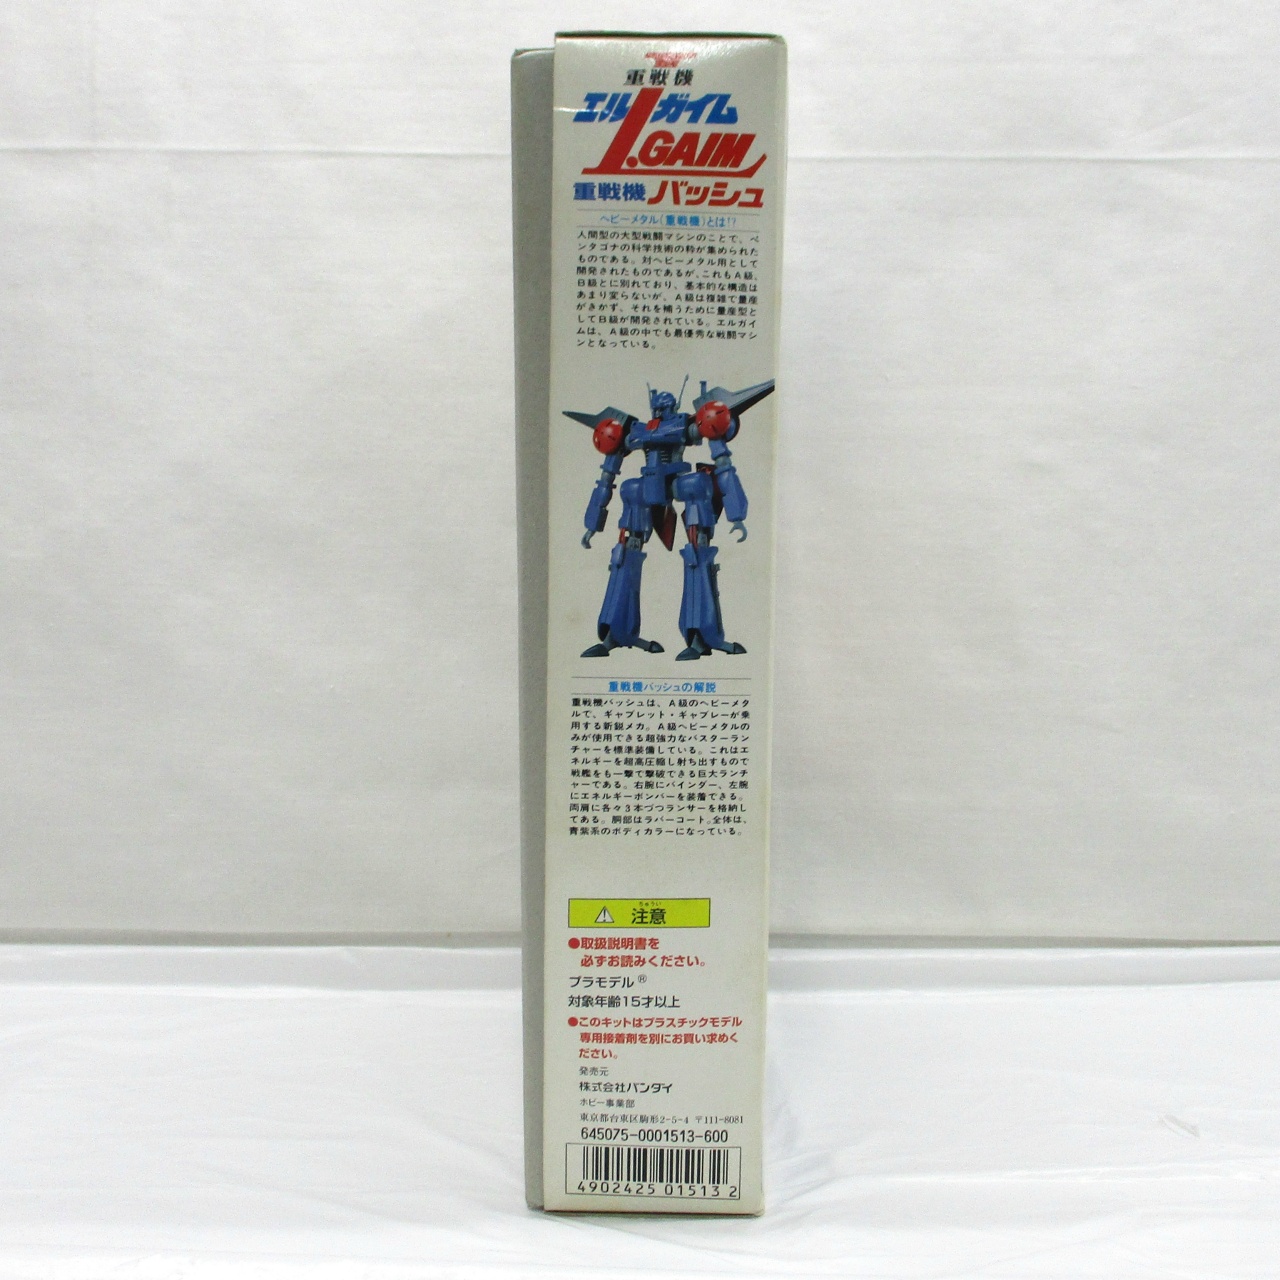 重戦機
エルガイム
L.GAIM
重戦機バッシュ
ヘビーメタル(重戦機)とは!?
人間型の大型戦闘マシンのことで、ペ
ンタゴナの科学技術の粋が集められた
ものである。対ヘビーメタル用として
開発されたものであるが、これもA級、
B級とに別れており、基本的な構造は
あまり変らないが、A級は複雑で量産
がきかず、それを補うために量産型と
してB級が開発されている。エルガイ
ムは、A級の中でも最優秀な戦闘マシ
ンとなっている。
重戦機バッシュの解説
重戦機バッシュは、A級のヘビーメタ
ルで、ギャブレット・ギャブレーが乗
用する新鋭メカ。A級ヘビーメタルの
みが使用できる超強力なバスターラン
チャーを標準装備している。これはエ
ネルギーを超高圧縮し射ち出すもので
戦艦をも一撃で撃破できる巨大ランチ
ャーである。右腕にバインダー、左腕
にエネルギーボンバーを装着できる。
両肩に各々3本づつランサーを格納し
てある。胴部はラバーコート。全体は、
青紫系のボディカラーになっている。
ちゅうい
注意
●取扱説明書を
必ずお読みください。
プラモデル®
対象年齢15才以上
●このキットはプラスチックモデル
専用接着剤を別にお買い求めく
ださい。
発売元
株式会社バンダイ
ホビー事業部
東京都台東区駒形2-5-4 〒111-8081
645075-0001513-600
4902425 015132